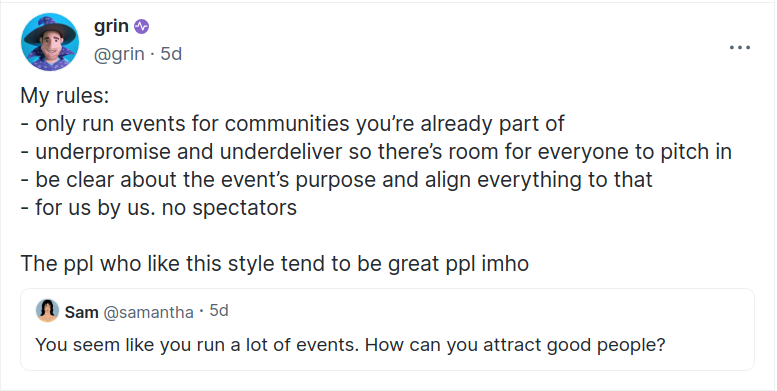 grin
@grin · 5d
My rules:
- only run events for communities you’re already part of
- underpromise and underdeliver so there’s room for everyone to pitch in
- be clear about the event’s purpose and align everything to that
- for us by us. no spectators
The ppl who like this style tend to be great ppl imho
Sam @samantha · 5d
You seem like you run a lot of events. How can you attract good people?